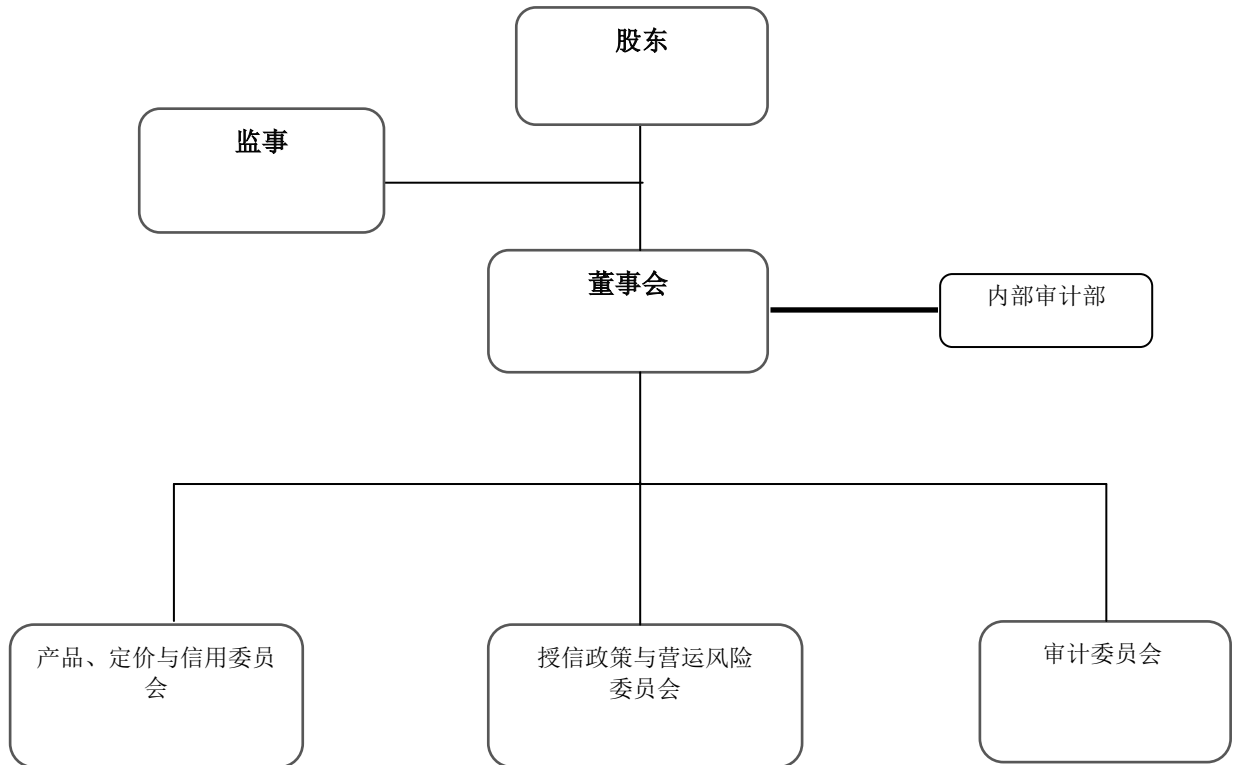 股东
监事
董事会
内部审计部
产品、定价与信用委员
会
授信政策与营运风险
委员会
审计委员会